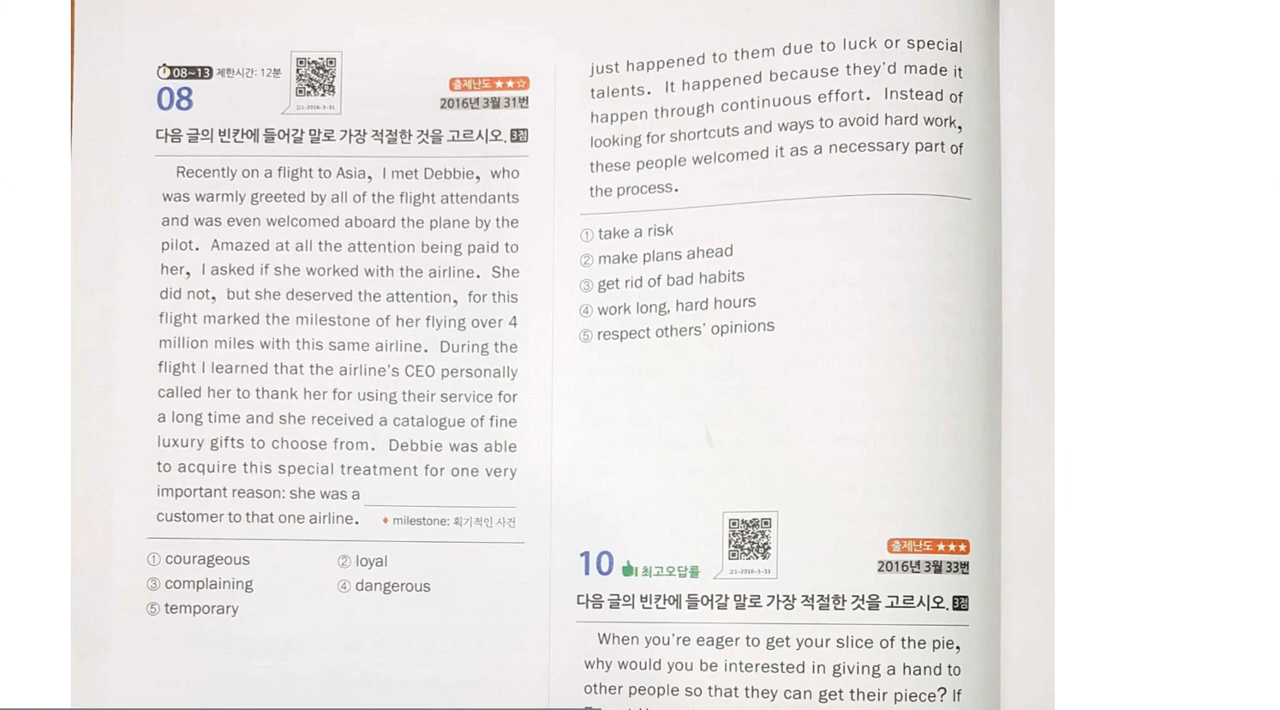 08~13 제한시간: 12분
출제난도 ★★☆
08
2016년 3월 31번
다음 글의 빈칸에 들어갈 말로 가장 적절한 것을 고르시오. 3점
Recently on a flight to Asia, I met Debbie, who
was warmly greeted by all of the flight attendants
and was even welcomed aboard the plane by the
pilot. Amazed at all the attention being paid to
her, I asked if she worked with the airline. She
did not, but she deserved the attention, for this
flight marked the milestone of her flying over 4
million miles with this same airline. During the
flight I learned that the airline's CEO personally
called her to thank her for using their service for
a long time and she received a catalogue of fine
luxury gifts to choose from. Debbie was able
to acquire this special treatment for one very
important reason: she was a
customer to that one airline. ♦ milestone: 획기적인 사건
① courageous ② loyal
③ complaining ④ dangerous
⑤ temporary
just happened to them due to luck or special
talents. It happened because they'd made it
happen through continuous effort. Instead of
looking for shortcuts and ways to avoid hard work,
these people welcomed it as a necessary part of
the process.
① take a risk
② make plans ahead
③ get rid of bad habits
④ work long, hard hours
⑤ respect others' opinions
출제난도 ★★★
10 최고오답률
2016년 3월 33번
다음 글의 빈칸에 들어갈 말로 가장 적절한 것을 고르시오. 3점
When you're eager to get your slice of the pie,
why would you be interested in giving a hand to
other people so that they can get their piece? If